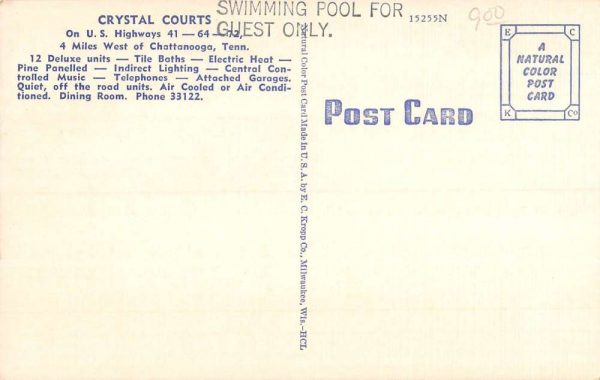 CRYSTAL COURTS
On U.S. Highways 41 — 64 — 72,
4 Miles West of Chattanooga, Tenn.
12 Deluxe units — Tile Baths — Electric Heat —
Pine Panelled — Indirect Lighting — Central Con-
trolled Music — Telephones — Attached Garages.
Quiet, off the road units. Air Cooled or Air Condi-
tioned. Dining Room. Phone 33122.
SWIMMING POOL FOR
GUEST ONLY.
15255N
900
Natural Color Post Card Made in U. S. A. by E. C. Kropp Co., Milwaukee, Wis.—HCL
POST CARD
E C
A
NATURAL
COLOR
POST
CARD
K Co